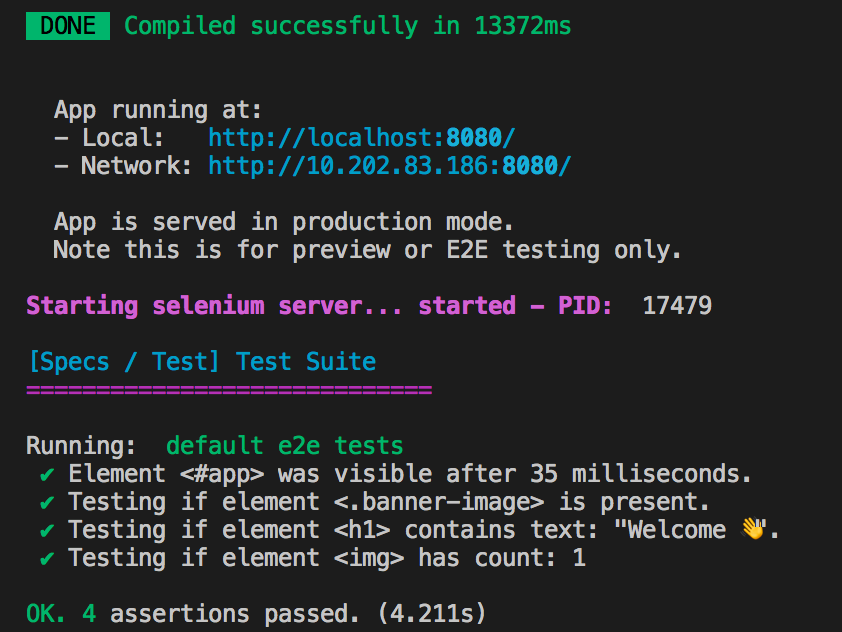 DONE Compiled successfully in 13372ms
App running at:
– Local: http://localhost:8080/
– Network: http://10.202.83.186:8080/
App is served in production mode.
Note this is for preview or E2E testing only.
Starting selenium server... started – PID: 17479
[Specs / Test] Test Suite
=============================
Running: default e2e tests
✔ Element <#app> was visible after 35 milliseconds.
✔ Testing if element <.banner-image> is present.
✔ Testing if element <h1> contains text: "Welcome 👋".
✔ Testing if element <img> has count: 1
OK. 4 assertions passed. (4.211s)